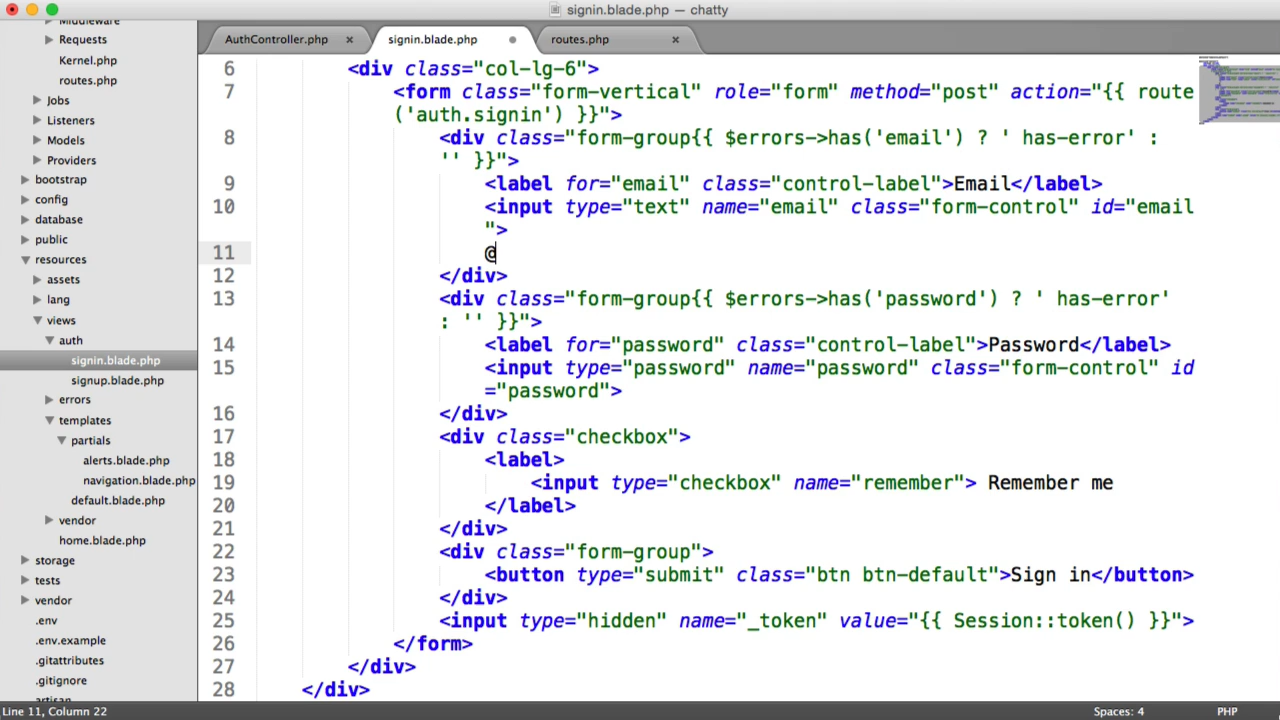 signin.blade.php — chatty
AuthController.php
signin.blade.php
routes.php
Middleware
Requests
Kernel.php
routes.php
Jobs
Listeners
Models
Providers
bootstrap
config
database
public
resources
assets
lang
views
auth
signin.blade.php
signup.blade.php
errors
templates
partials
alerts.blade.php
navigation.blade.php
default.blade.php
vendor
home.blade.php
storage
tests
vendor
.env
.env.example
.gitattributes
.gitignore
artisan
6 <div class="col-lg-6">
7 <form class="form-vertical" role="form" method="post" action="{{ route
('auth.signin') }}">
8 <div class="form-group{{ $errors->has('email') ? ' has-error' :
'' }}">
9 <label for="email" class="control-label">Email</label>
10 <input type="text" name="email" class="form-control" id="email
">
11 @
12 </div>
13 <div class="form-group{{ $errors->has('password') ? ' has-error'
: '' }}">
14 <label for="password" class="control-label">Password</label>
15 <input type="password" name="password" class="form-control" id
="password">
16 </div>
17 <div class="checkbox">
18 <label>
19 <input type="checkbox" name="remember"> Remember me
20 </label>
21 </div>
22 <div class="form-group">
23 <button type="submit" class="btn btn-default">Sign in</button>
24 </div>
25 <input type="hidden" name="_token" value="{{ Session::token() }}">
26 </form>
27 </div>
28 </div>
Line 11, Column 22
Spaces: 4
PHP